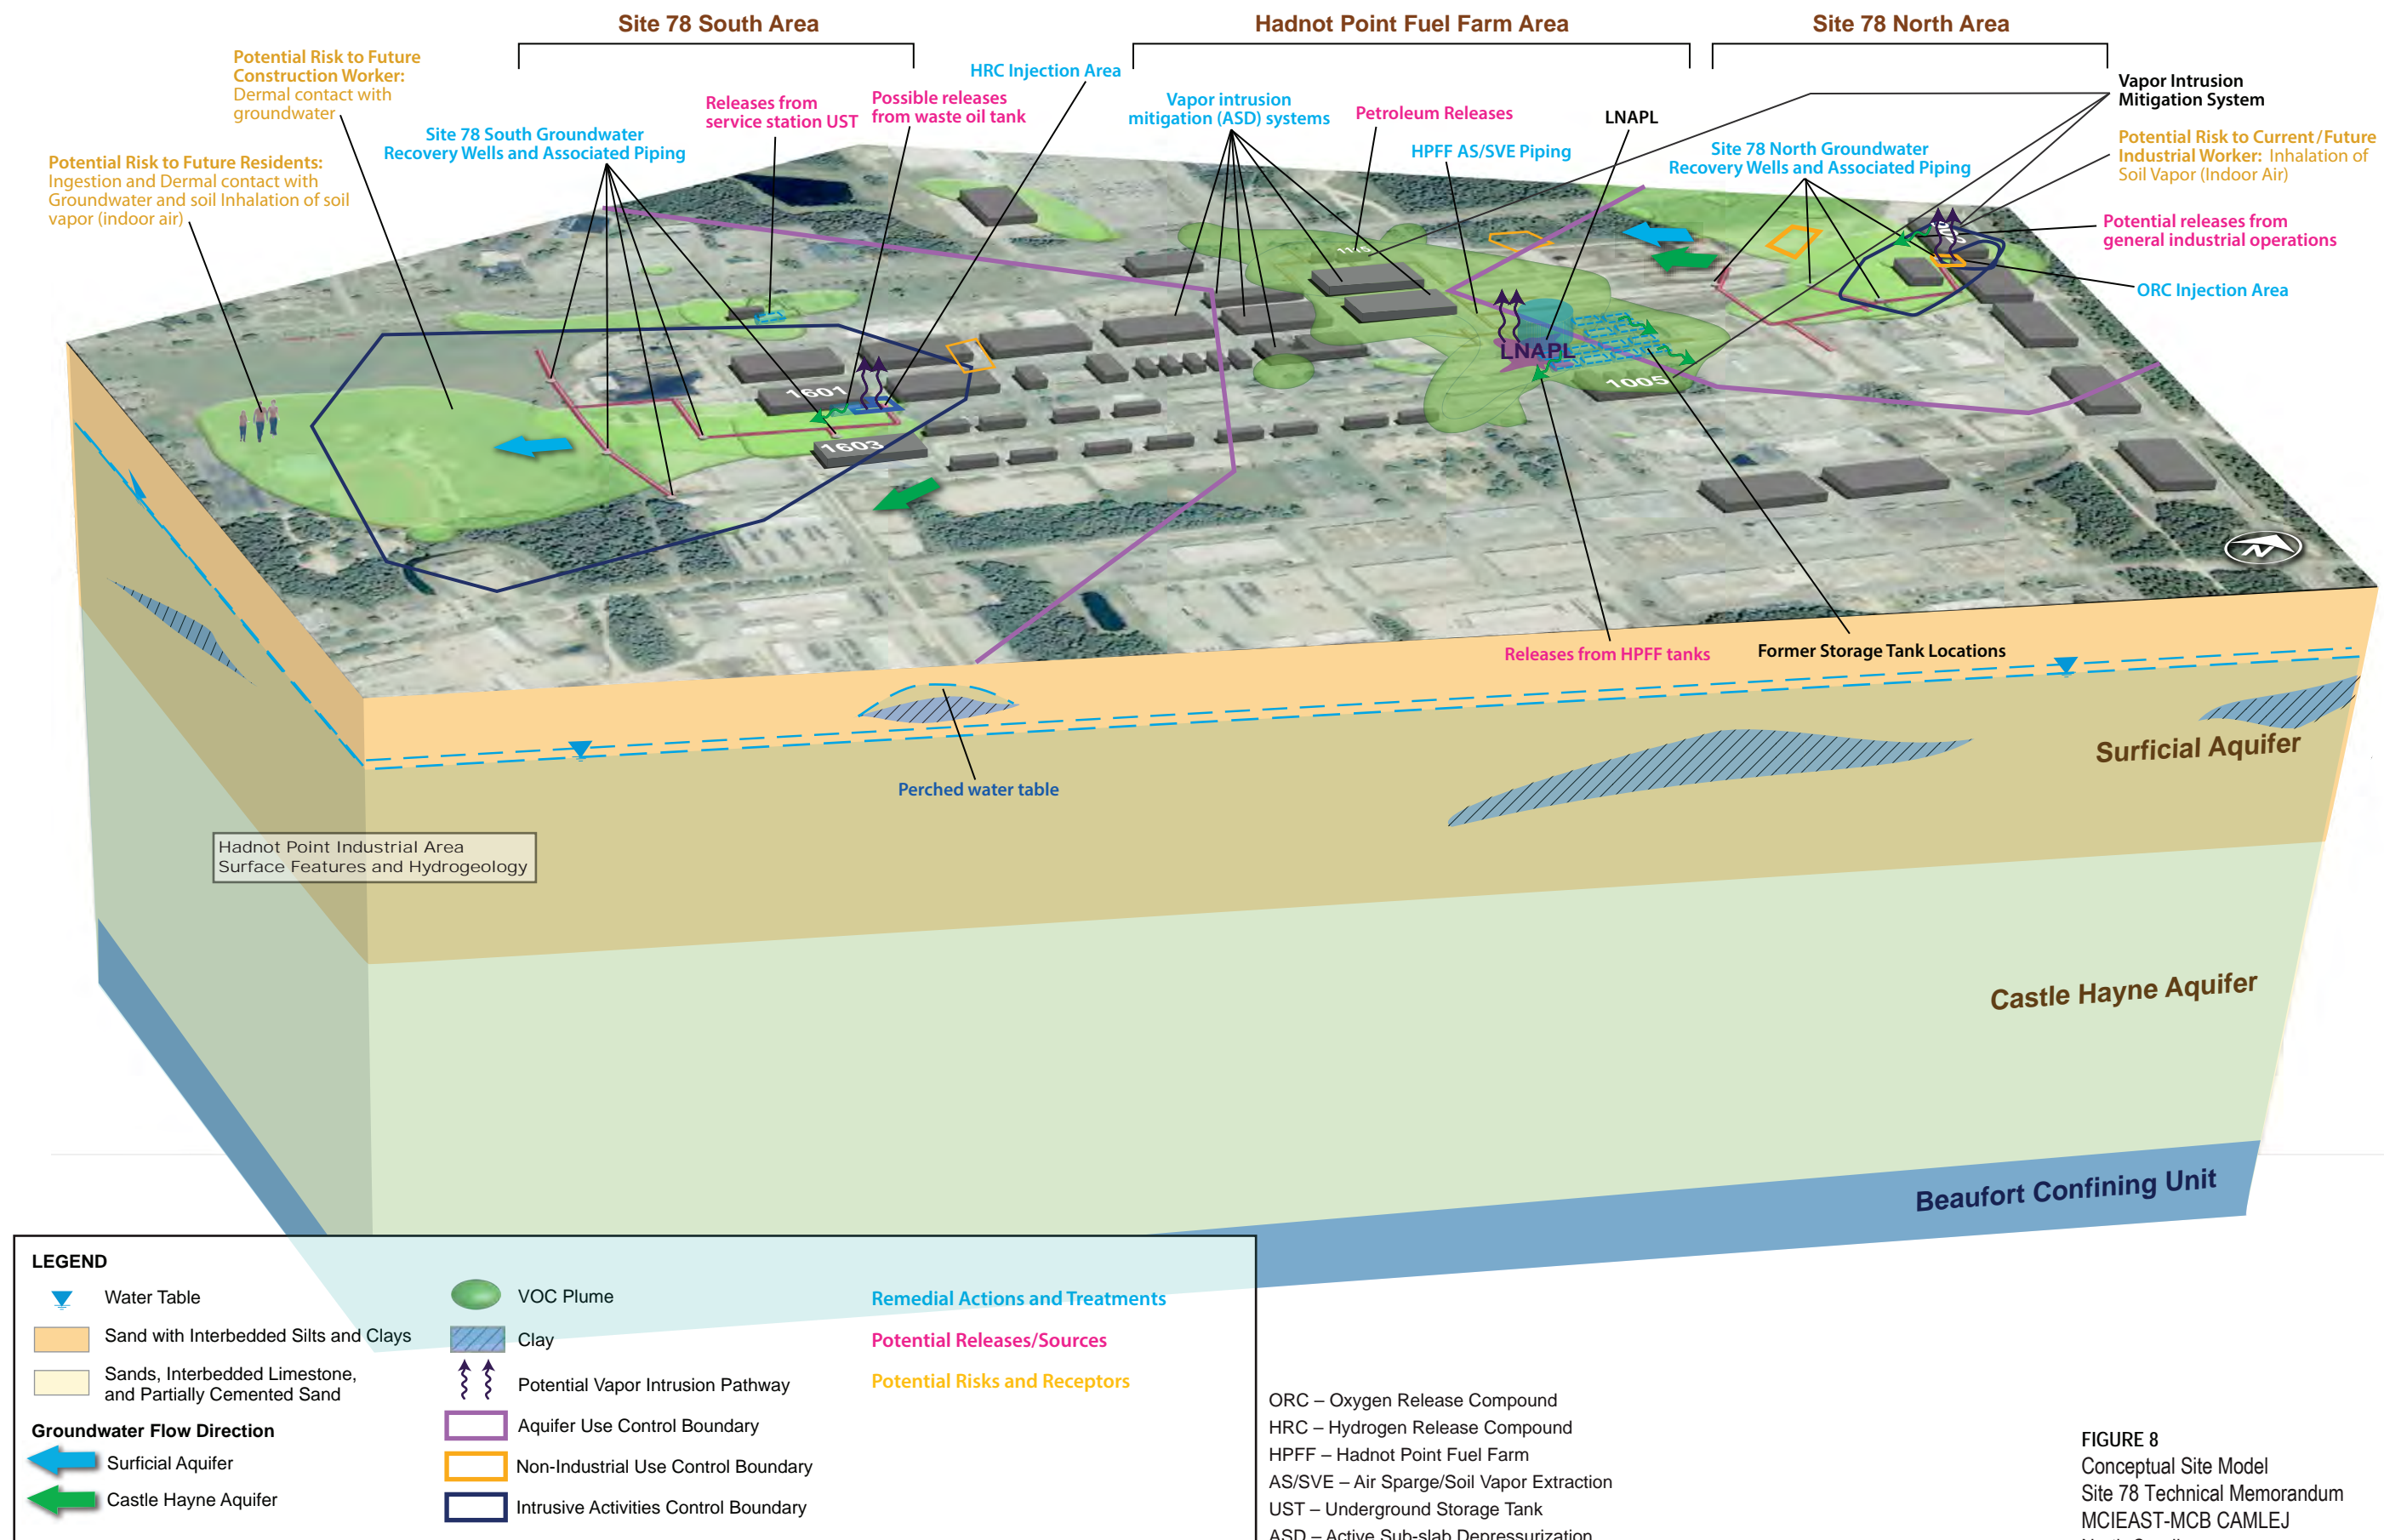 Site 78 South Area
Hadnot Point Fuel Farm Area
Site 78 North Area
Potential Risk to Future
Construction Worker:
Dermal contact with
groundwater
Potential Risk to Future Residents:
Ingestion and Dermal contact with
Groundwater and soil Inhalation of soil
vapor (indoor air)
Site 78 South Groundwater
Recovery Wells and Associated Piping
Releases from
service station UST
Possible releases
from waste oil tank
HRC Injection Area
Vapor intrusion
mitigation (ASD) systems
Petroleum Releases
HPFF AS/SVE Piping
LNAPL
Site 78 North Groundwater
Recovery Wells and Associated Piping
Vapor Intrusion
Mitigation System
Potential Risk to Current/Future
Industrial Worker: Inhalation of
Soil Vapor (Indoor Air)
Potential releases from
general industrial operations
ORC Injection Area
LNAPL
1005
1601
1603
N
Releases from HPFF tanks
Former Storage Tank Locations
Perched water table
Surficial Aquifer
Castle Hayne Aquifer
Beaufort Confining Unit
Hadnot Point Industrial Area
Surface Features and Hydrogeology
LEGEND
Water Table
Sand with Interbedded Silts and Clays
Sands, Interbedded Limestone,
and Partially Cemented Sand
Groundwater Flow Direction
Surficial Aquifer
Castle Hayne Aquifer
VOC Plume
Clay
Potential Vapor Intrusion Pathway
Aquifer Use Control Boundary
Non-Industrial Use Control Boundary
Intrusive Activities Control Boundary
Remedial Actions and Treatments
Potential Releases/Sources
Potential Risks and Receptors
ORC – Oxygen Release Compound
HRC – Hydrogen Release Compound
HPFF – Hadnot Point Fuel Farm
AS/SVE – Air Sparge/Soil Vapor Extraction
UST – Underground Storage Tank
ASD – Active Sub-slab Depressurization
FIGURE 8
Conceptual Site Model
Site 78 Technical Memorandum
MCIEAST-MCB CAMLEJ